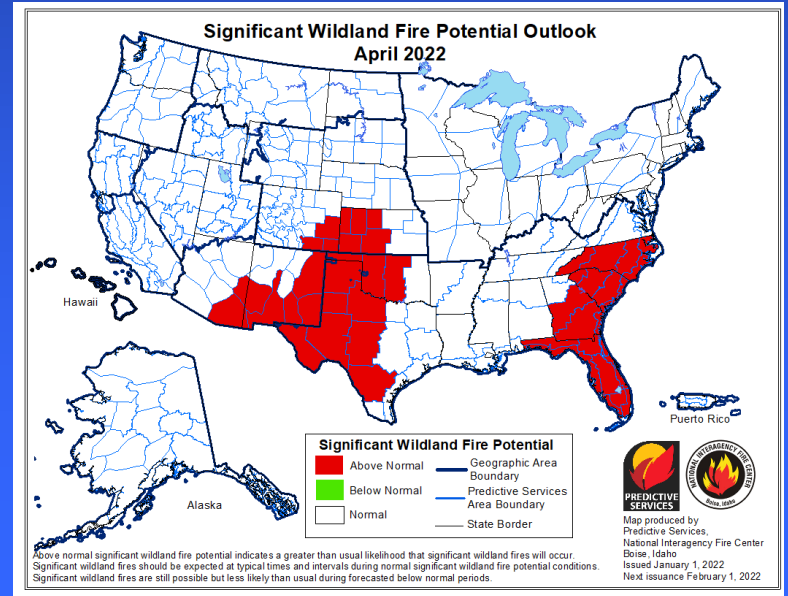 Significant Wildland Fire Potential Outlook
April 2022
Hawaii
Alaska
Puerto Rico
Significant Wildland Fire Potential
Above Normal
Below Normal
Normal
Geographic Area
Boundary
Predictive Services
Area Boundary
State Border
PREDICTIVE
SERVICES
NATIONAL INTERAGENCY FIRE CENTER
Boise, Idaho
Map produced by
Predictive Services,
National Interagency Fire Center
Boise, Idaho
Issued January 1, 2022
Next issuance February 1, 2022
Above normal significant wildland fire potential indicates a greater than usual likelihood that significant wildland fires will occur.
Significant wildland fires should be expected at typical times and intervals during normal significant wildland fire potential conditions.
Significant wildland fires are still possible but less likely than usual during forecasted below normal periods.